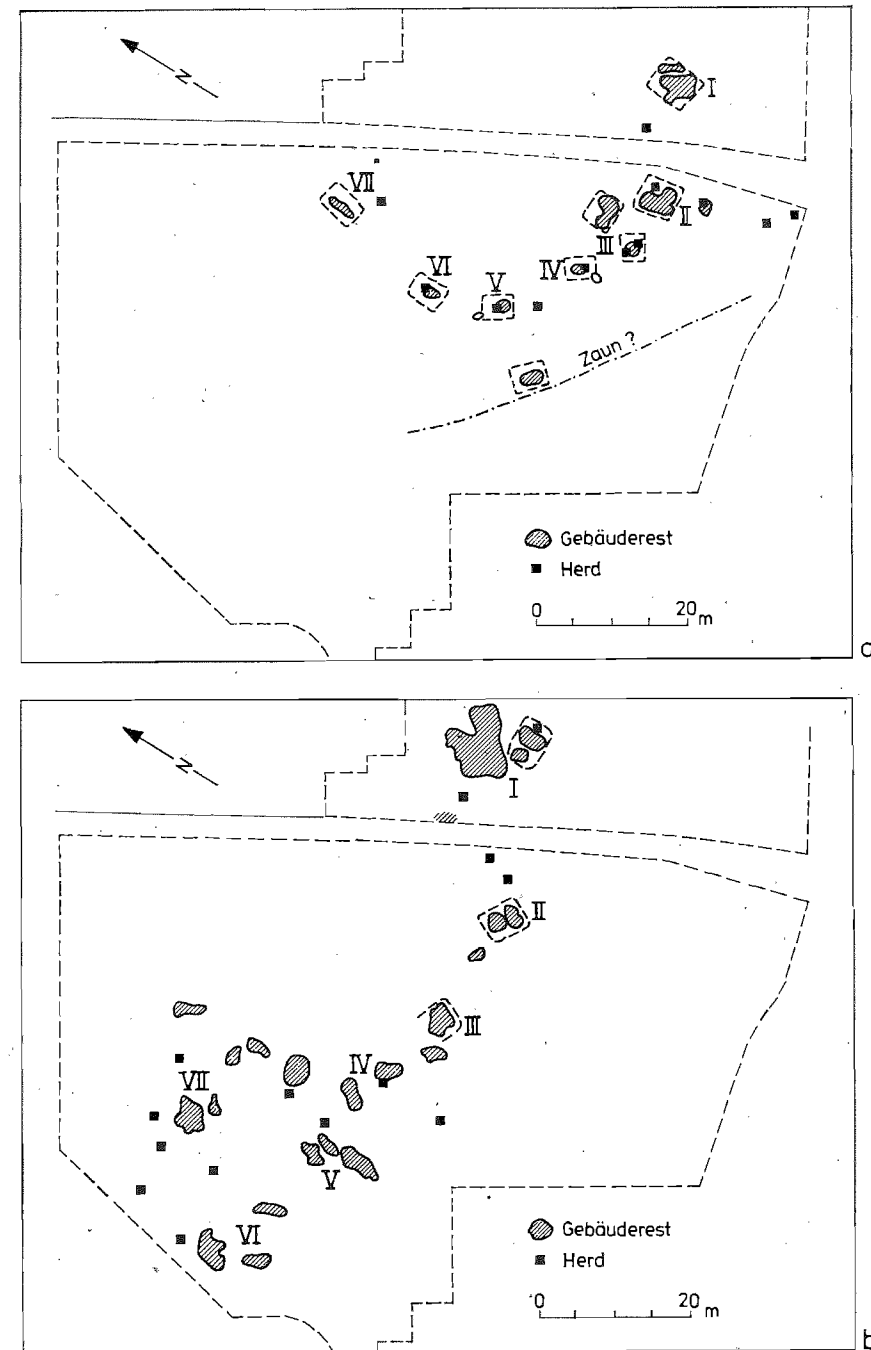 N
I
VII
II
III
IV
VI
V
Zaun ?
Gebäuderest
Herd
0 20 m
a
N
I
II
III
IV
VII
V
VI
Gebäuderest
Herd
0 20 m
b